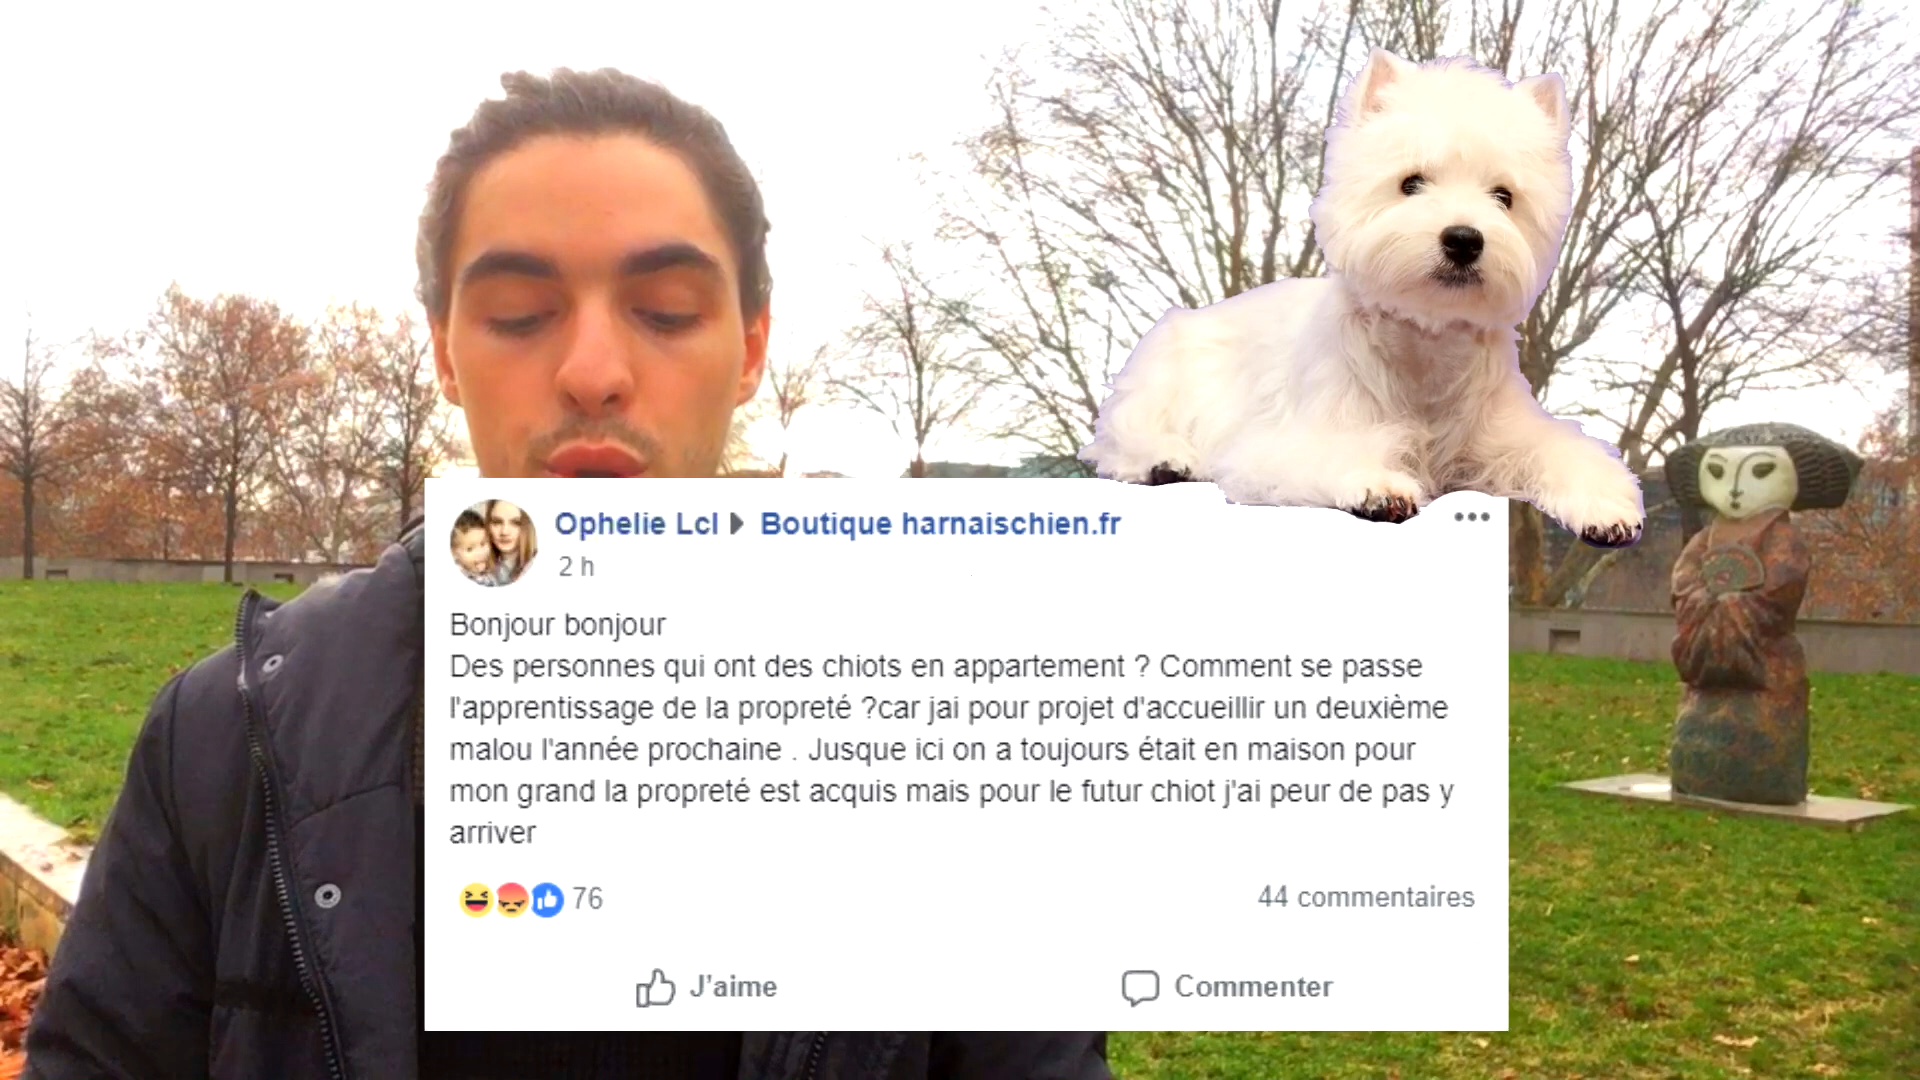 Ophelie Lcl ▶ Boutique harnaischien.fr
2 h
Bonjour bonjour
Des personnes qui ont des chiots en appartement ? Comment se passe
l'apprentissage de la propreté ?car jai pour projet d'accueillir un deuxième
malou l'année prochaine . Jusque ici on a toujours était en maison pour
mon grand la propreté est acquis mais pour le futur chiot j'ai peur de pas y
arriver
76
44 commentaires
J'aime
Commenter